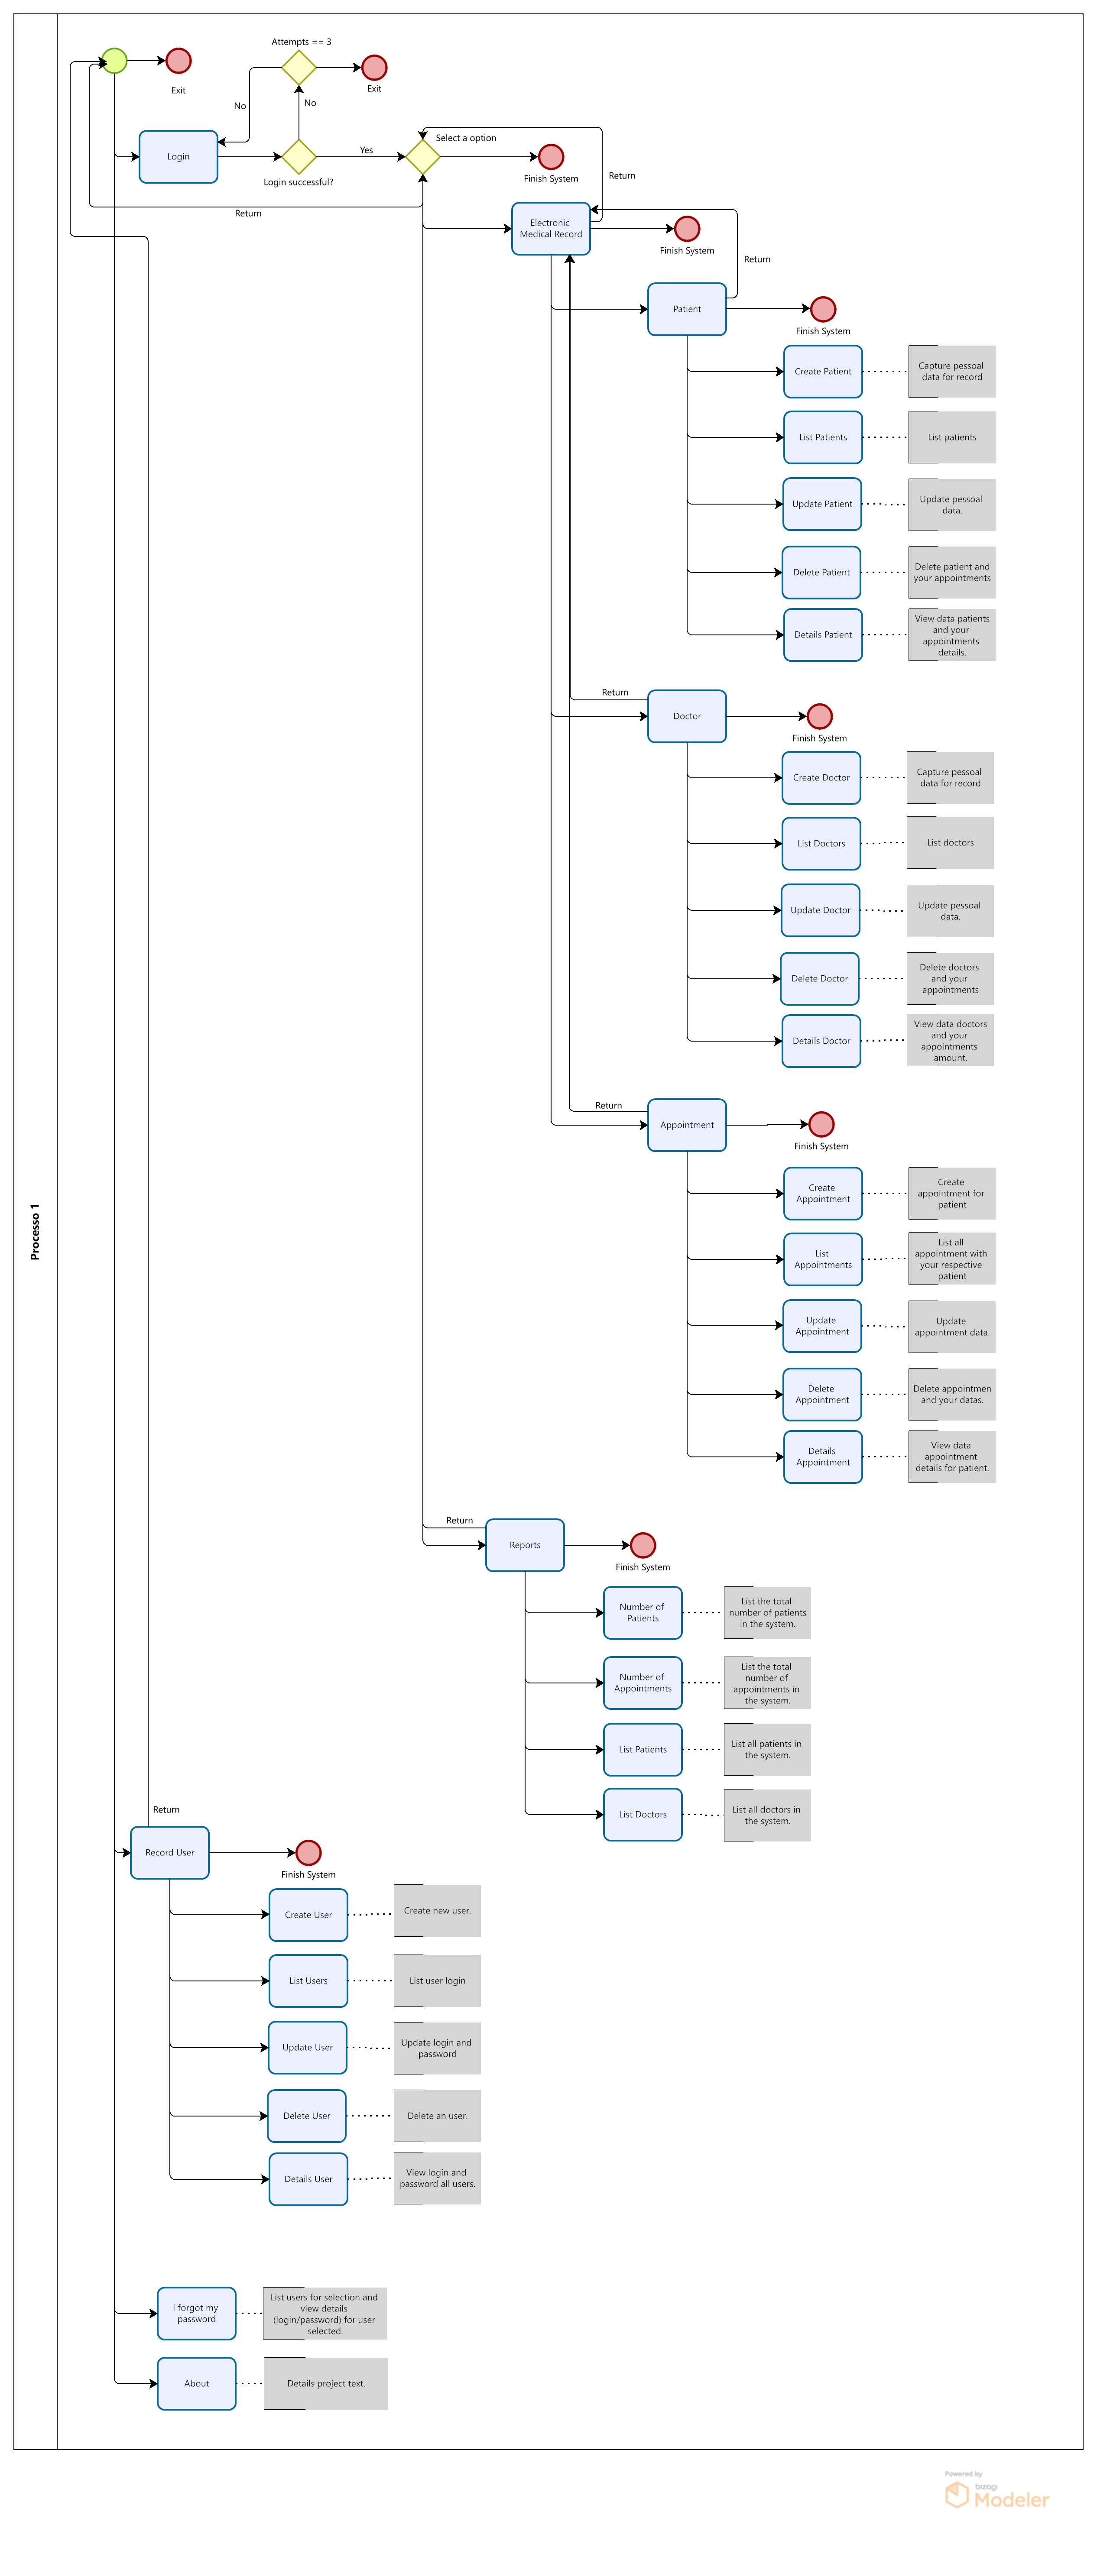 Attempts == 3
Exit
Exit
No
No
Login
Yes
Select a option
Login successful?
Finish System
Return
Return
Electronic
Medical Record
Finish System
Return
Patient
Finish System
Create Patient
Capture pessoal
data for record
List Patients
List patients
Update Patient
Update pessoal
data.
Delete Patient
Delete patient and
your appointments
Details Patient
View data patients
and your
appointments
details.
Return
Doctor
Finish System
Create Doctor
Capture pessoal
data for record
List Doctors
List doctors
Update Doctor
Update pessoal
data.
Delete Doctor
Delete doctors
and your
appointments
Details Doctor
View data doctors
and your
appointments
amount.
Return
Appointment
Finish System
Create
Appointment
Create
appointment for
patient
Processo 1
List
Appointments
List all
appointment with
your respective
patient
Update
Appointment
Update
appointment data.
Delete
Appointment
Delete appointmen
and your datas.
Details
Appointment
View data
appointment
details for patient.
Return
Reports
Finish System
Number of
Patients
List the total
number of patients
in the system.
Number of
Appointments
List the total
number of
appointments in
the system.
List Patients
List all patients in
the system.
List Doctors
List all doctors in
the system.
Return
Record User
Finish System
Create User
Create new user.
List Users
List user login
Update User
Update login and
password
Delete User
Delete an user.
Details User
View login and
password all users.
I forgot my
password
List users for selection and
view details
(login/password) for user
selected.
About
Details project text.
Powered by
bizagi
Modeler